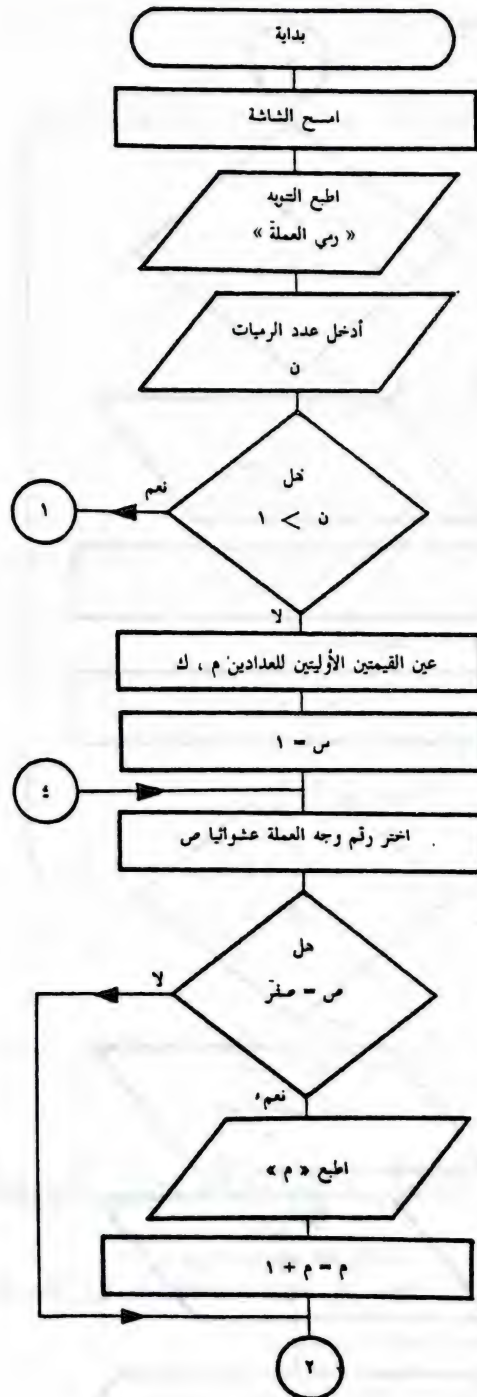 بداية
امسح الشاشة
اطبع التنويه
« رمي العملة »
أدخل عدد الرميات
ن
هل
ن > ١
نعم
١
لا
عين القيمتين الأوليتين للعدادين م ، ك
س = ١
٤
اختر رقم وجه العملة عشوائيا ص
هل
ص = صفر
لا
نعم
اطبع « م »
م = م + ١
٢